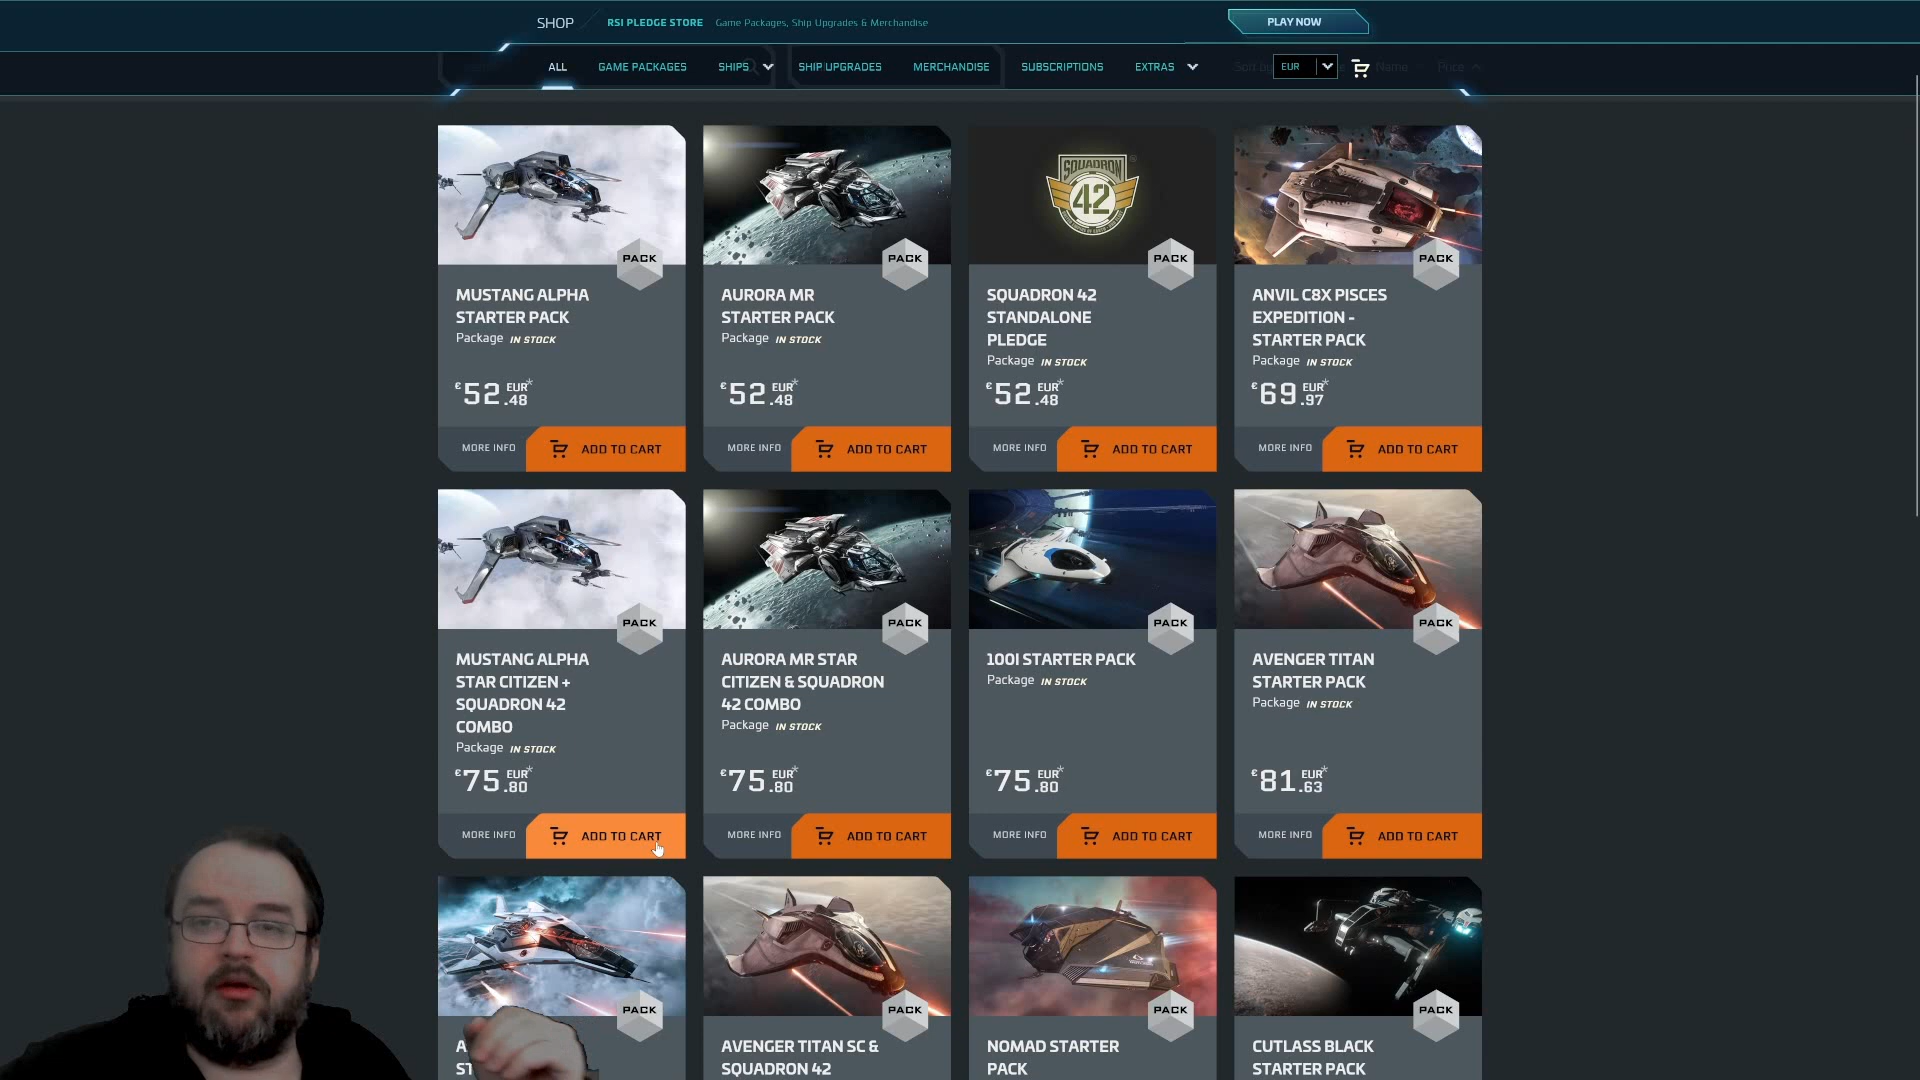 SHOP
RSI PLEDGE STORE Game Packages, Ship Upgrades & Merchandise
PLAY NOW
ALL
GAME PACKAGES
SHIPS
SHIP UPGRADES
MERCHANDISE
SUBSCRIPTIONS
EXTRAS
Sort by
EUR
Name
Price
SQUADRON
42
PACK
PACK
PACK
PACK
MUSTANG ALPHA
STARTER PACK
Package IN STOCK
€52.48 EUR*
MORE INFO
ADD TO CART
AURORA MR
STARTER PACK
Package IN STOCK
€52.48 EUR*
MORE INFO
ADD TO CART
SQUADRON 42
STANDALONE
PLEDGE
Package IN STOCK
€52.48 EUR*
MORE INFO
ADD TO CART
ANVIL C8X PISCES
EXPEDITION -
STARTER PACK
Package IN STOCK
€69.97 EUR*
MORE INFO
ADD TO CART
PACK
PACK
PACK
PACK
MUSTANG ALPHA
STAR CITIZEN +
SQUADRON 42
COMBO
Package IN STOCK
€75.80 EUR*
MORE INFO
ADD TO CART
AURORA MR STAR
CITIZEN & SQUADRON
42 COMBO
Package IN STOCK
€75.80 EUR*
MORE INFO
ADD TO CART
100I STARTER PACK
Package IN STOCK
€75.80 EUR*
MORE INFO
ADD TO CART
AVENGER TITAN
STARTER PACK
Package IN STOCK
€81.63 EUR*
MORE INFO
ADD TO CART
PACK
PACK
PACK
PACK
AVENGER TITAN SC &
SQUADRON 42
NOMAD STARTER
PACK
CUTLASS BLACK
STARTER PACK